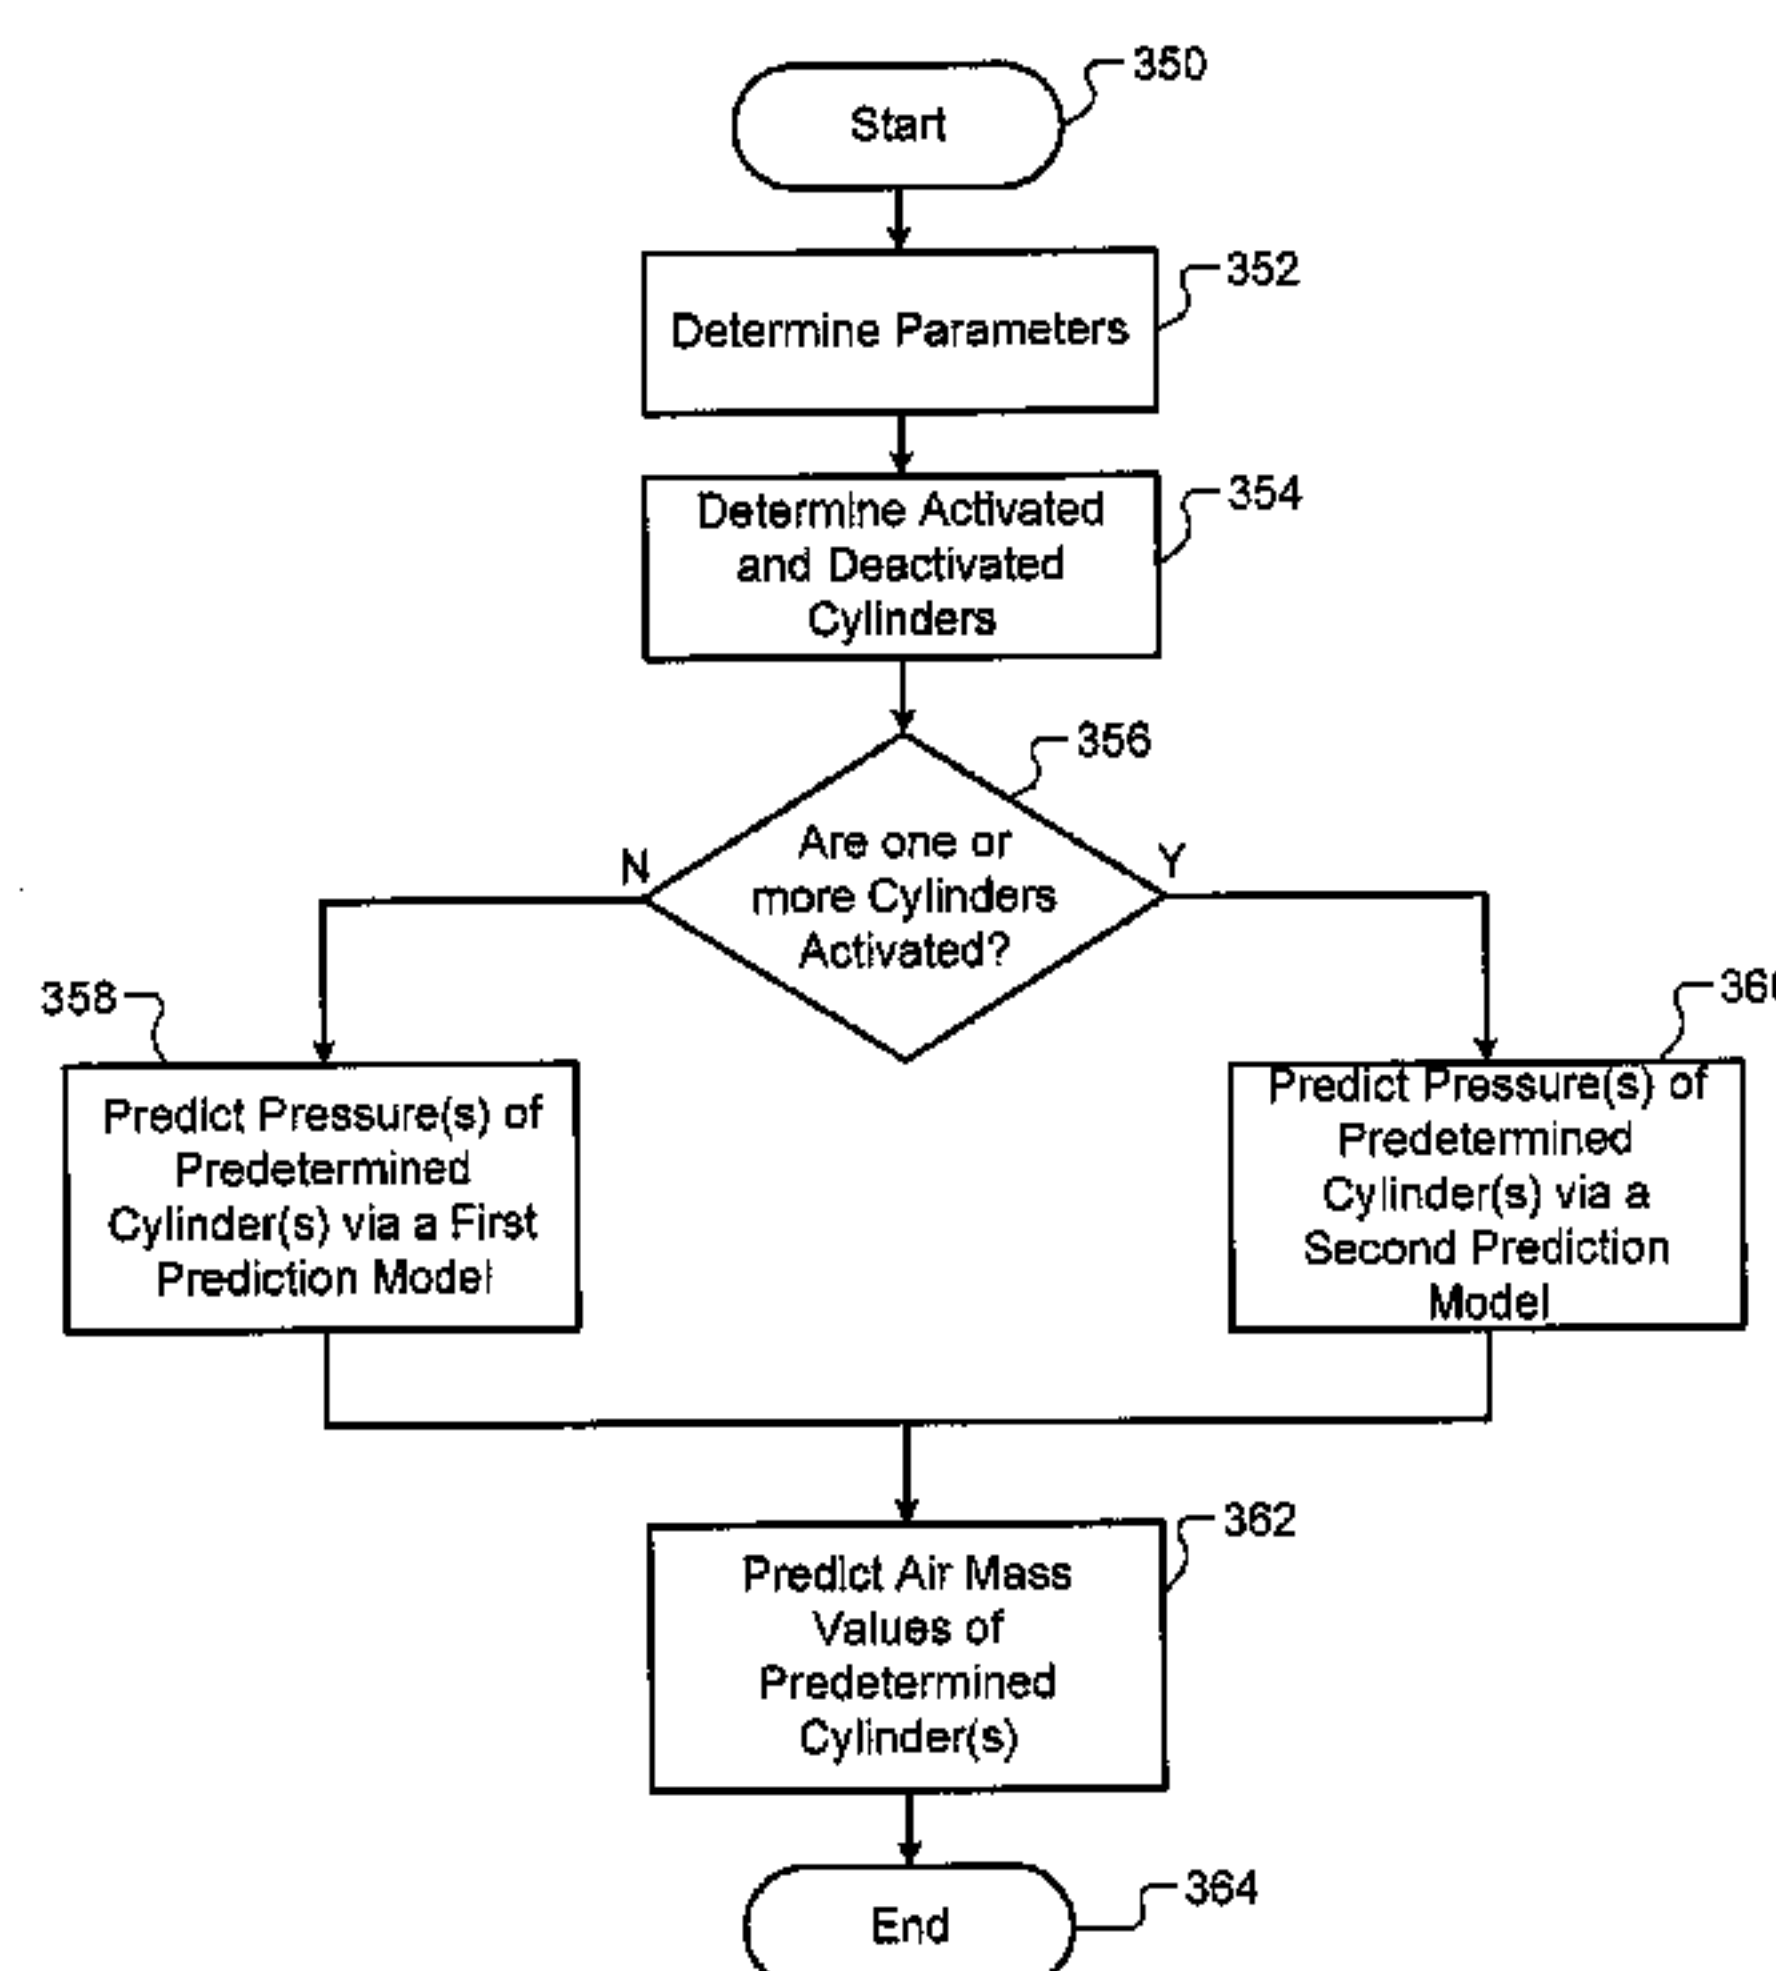 350
Start
352
Determine Parameters
354
Determine Activated
and Deactivated
Cylinders
356
Are one or
more Cylinders
Activated?
N
Y
358
Predict Pressure(s) of
Predetermined
Cylinder(s) via a First
Prediction Model
Predict Pressure(s) of
Predetermined
Cylinder(s) via a
Second Prediction
Model
362
Predict Air Mass
Values of
Predetermined
Cylinder(s)
364
End